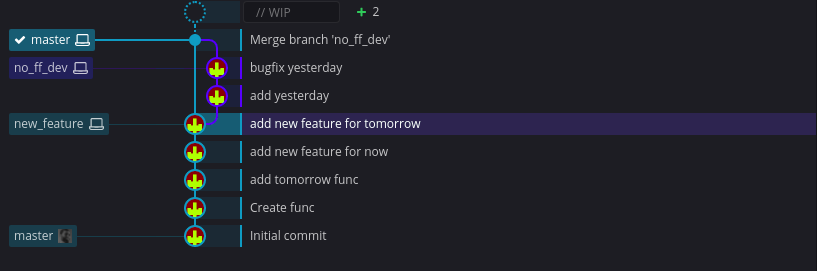 // WIP + 2
master Merge branch 'no_ff_dev'
no_ff_dev bugfix yesterday
add yesterday
new_feature add new feature for tomorrow
add new feature for now
add tomorrow func
Create func
master Initial commit